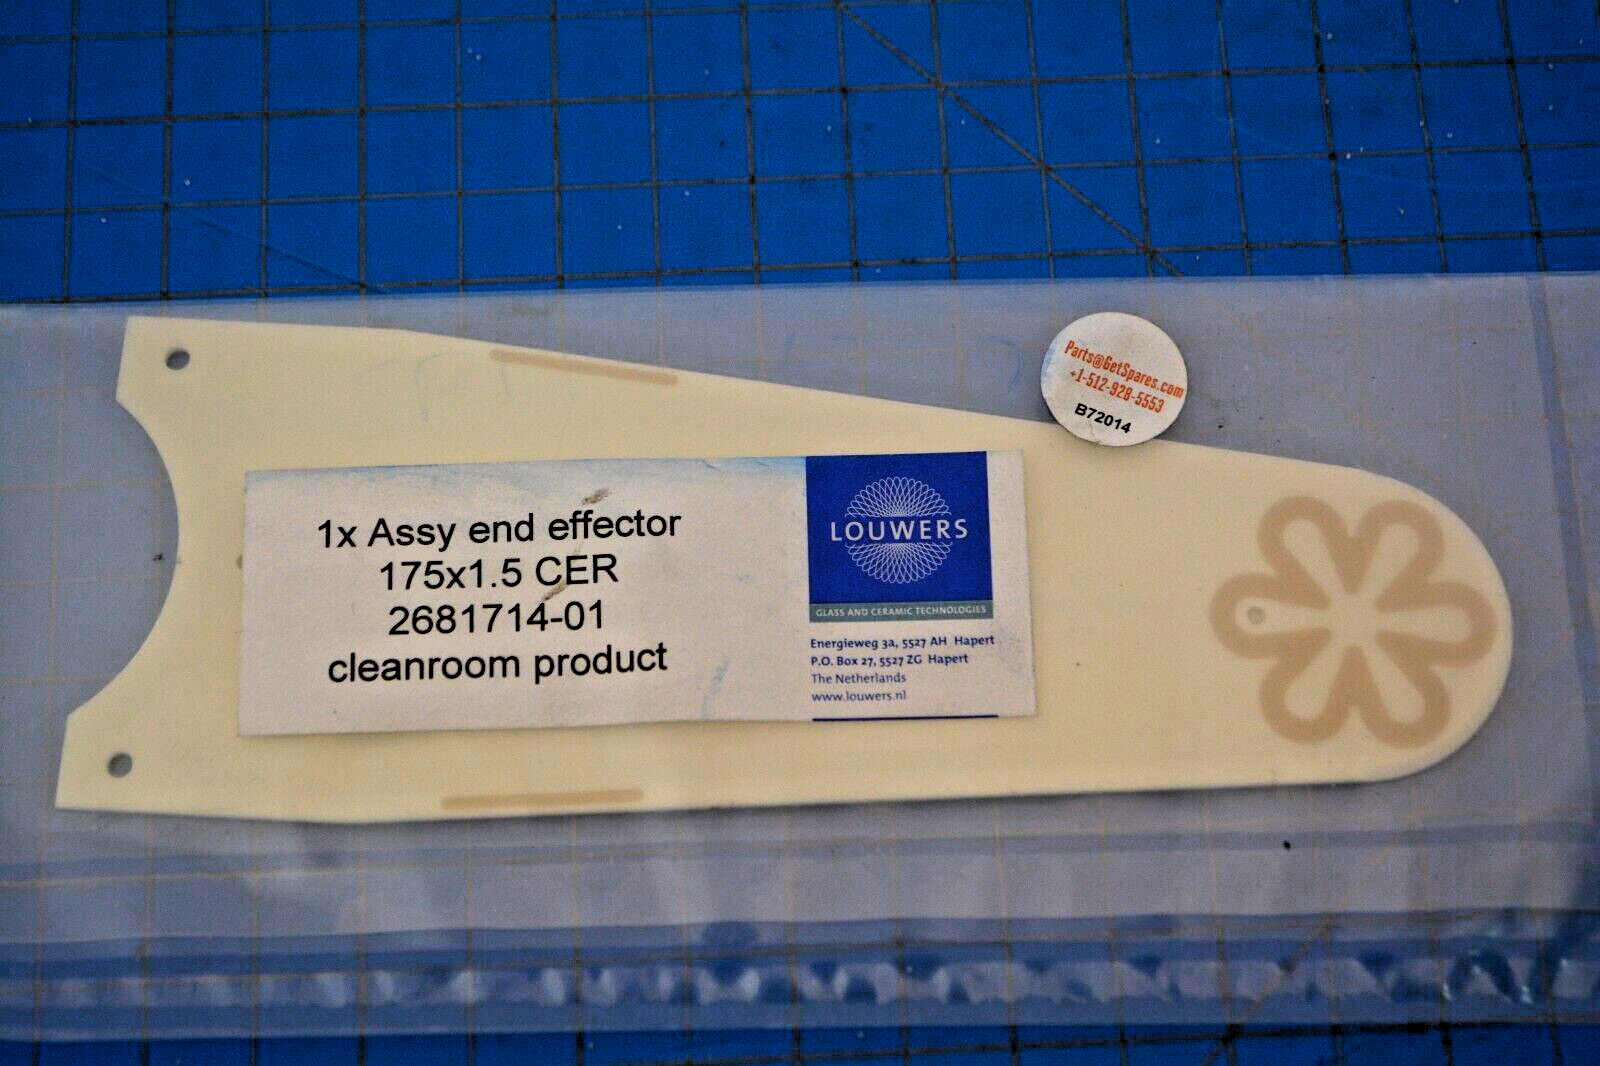 Parts@GetSpares.com
+1-512-928-5553
B72014
1x Assy end effector
175x1.5 CER
2681714-01
cleanroom product
LOUWERS
GLASS AND CERAMIC TECHNOLOGIES
Energieweg 3a, 5527 AH Hapert
P.O. Box 27, 5527 ZG Hapert
The Netherlands
www.louwers.nl